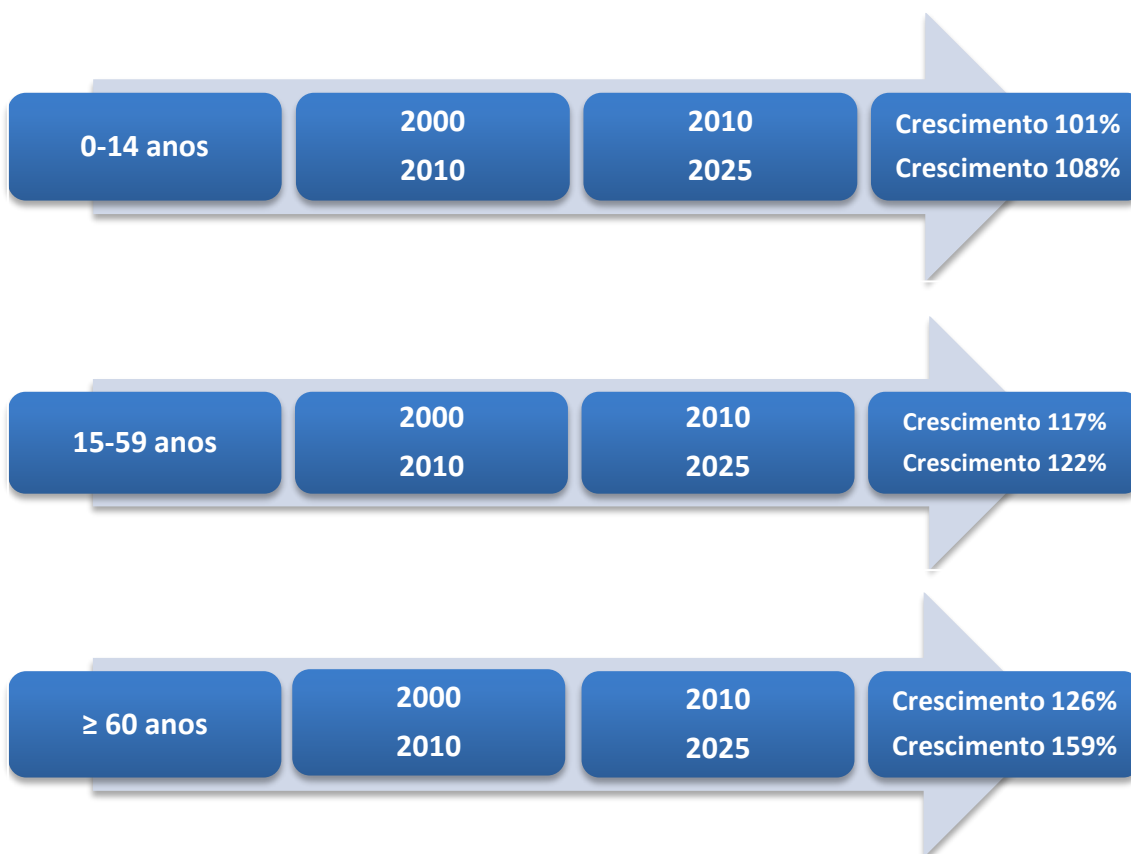 0-14 anos
2000
2010
2010
2025
Crescimento 101%
Crescimento 108%
15-59 anos
2000
2010
2010
2025
Crescimento 117%
Crescimento 122%
≥ 60 anos
2000
2010
2010
2025
Crescimento 126%
Crescimento 159%